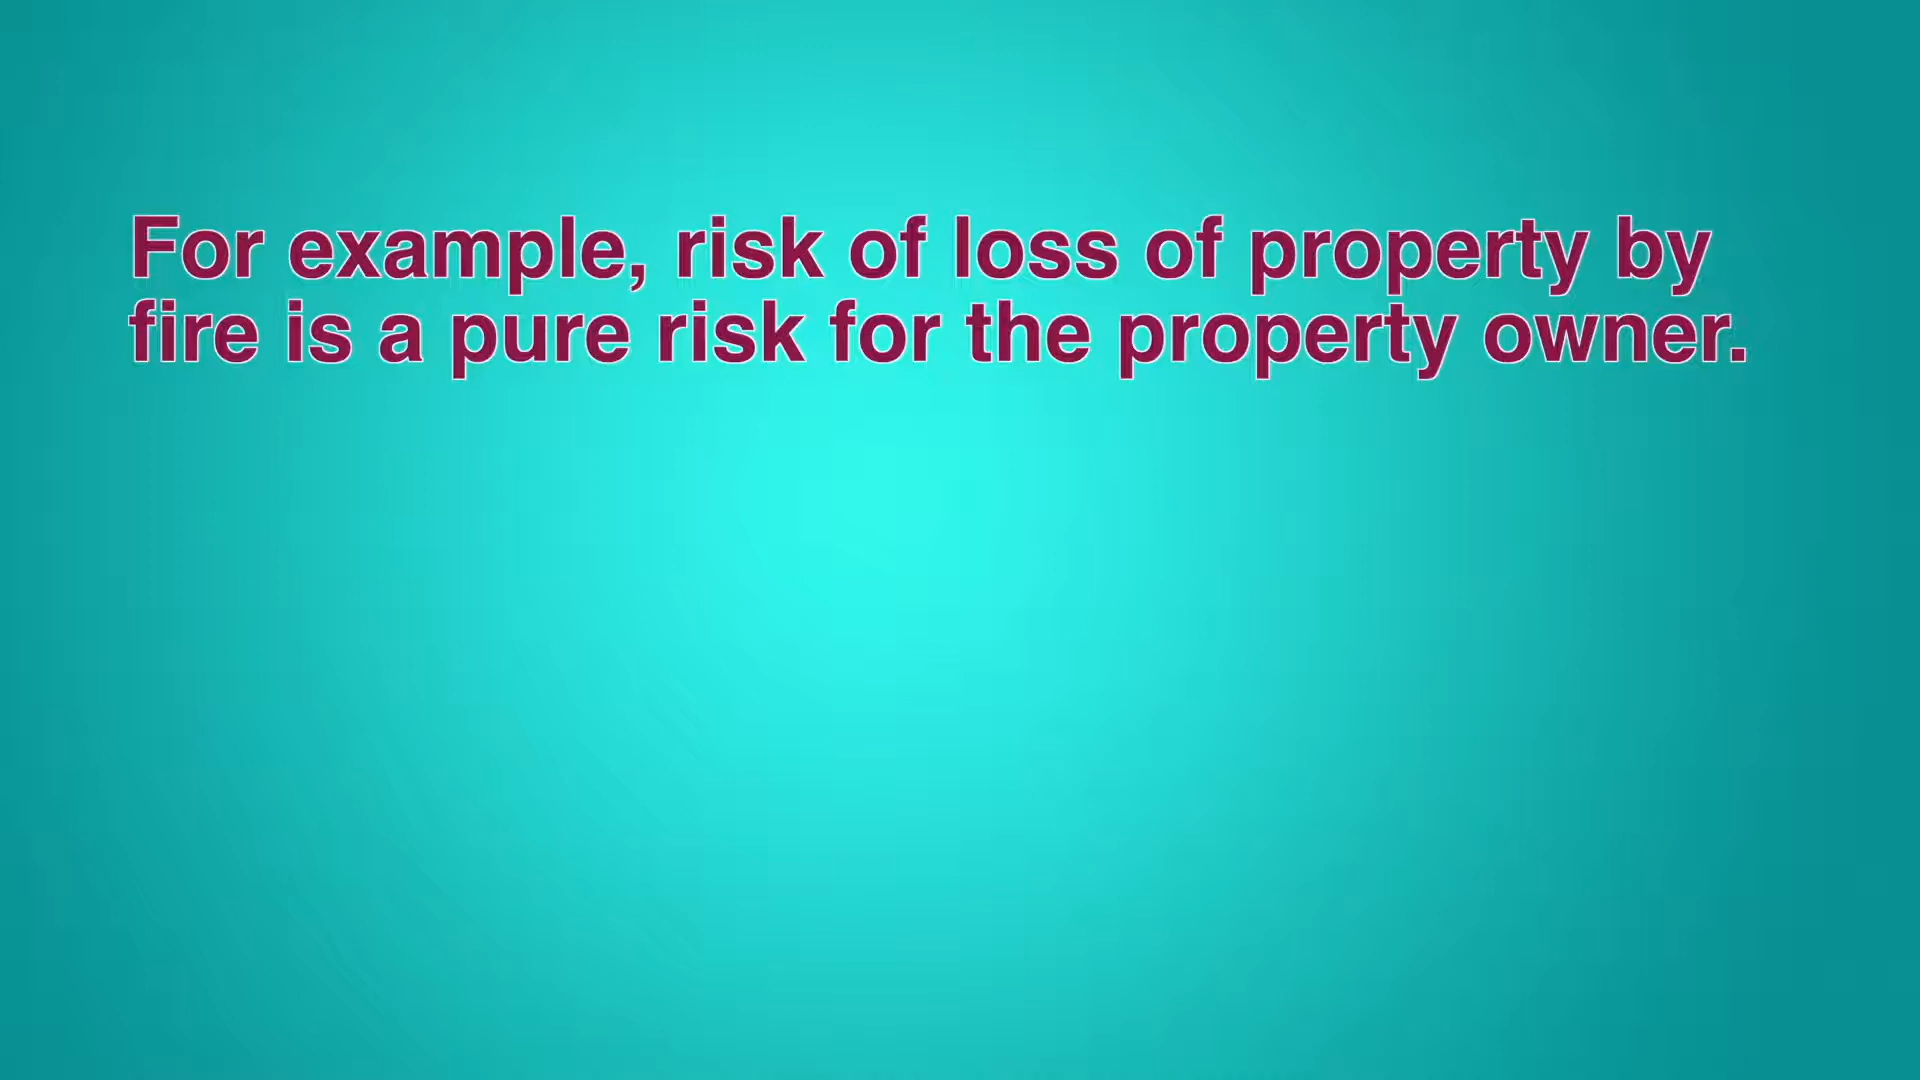 For example, risk of loss of property by
fire is a pure risk for the property owner.